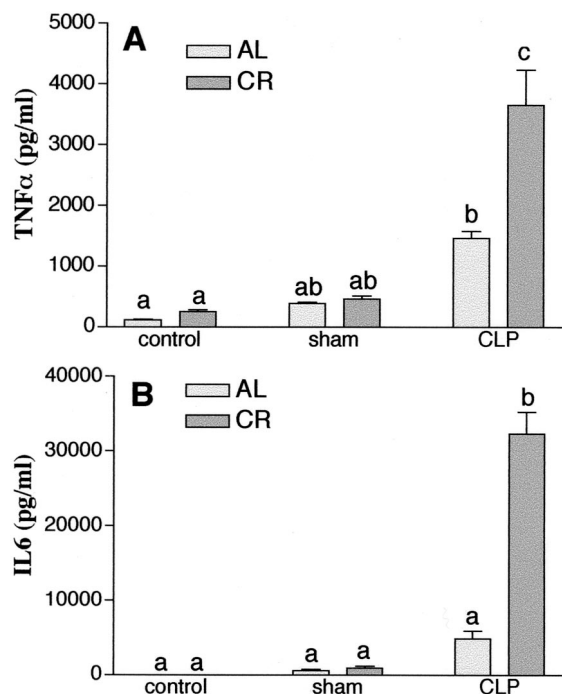 A
AL
CR
TNFα (pg/ml)
5000
4000
3000
2000
1000
0
a a ab ab b c
control sham CLP
B
AL
CR
IL6 (pg/ml)
40000
30000
20000
10000
0
a a a a a b
control sham CLP